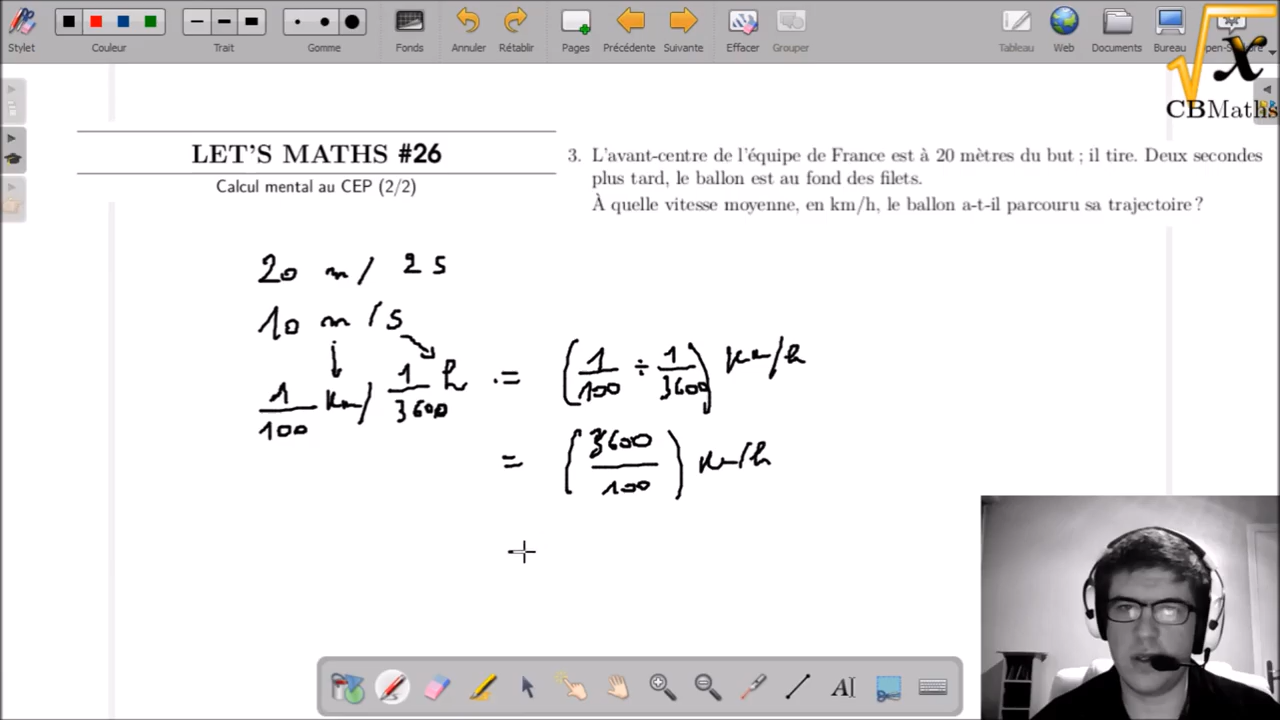 Stylet
Couleur
Trait
Gomme
Fonds
Annuler
Rétablir
Pages
Précédente
Suivante
Effacer
Grouper
Tableau
Web
Documents
Bureau
CBMaths
LET'S MATHS #26
Calcul mental au CEP (2/2)
3. L'avant-centre de l'équipe de France est à 20 mètres du but ; il tire. Deux secondes
plus tard, le ballon est au fond des filets.
À quelle vitesse moyenne, en km/h, le ballon a-t-il parcouru sa trajectoire ?
20 m / 2 s
10 m / s
1/100 km / 1/3600 h = (1/100 ÷ 1/3600) km/h
= (3600/100) km/h